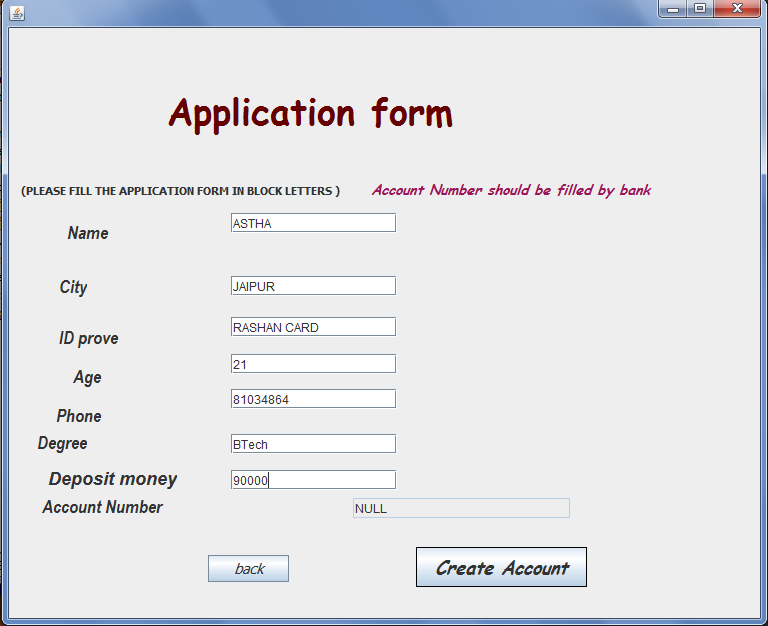 Application form
(PLEASE FILL THE APPLICATION FORM IN BLOCK LETTERS ) Account Number should be filled by bank
Name ASTHA
City JAIPUR
ID prove RASHAN CARD
Age 21
Phone 81034864
Degree BTech
Deposit money 90000
Account Number NULL
back Create Account